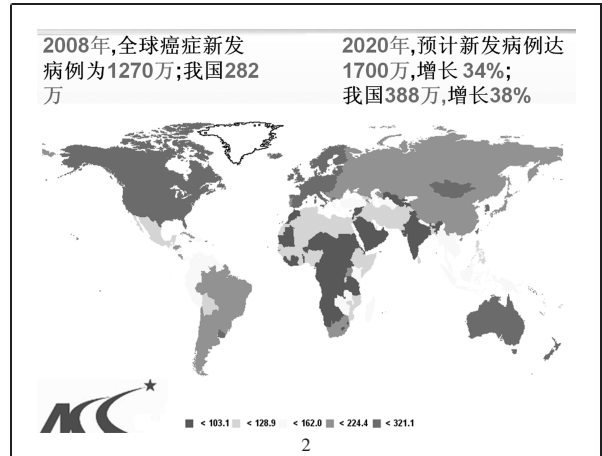 2008年,全球癌症新发
病例为1270万;我国282
万
2020年,预计新发病例达
1700万,增长 34%;
我国388万,增长38%
< 103.1 < 128.9 < 162.0 < 224.4 < 321.1
2